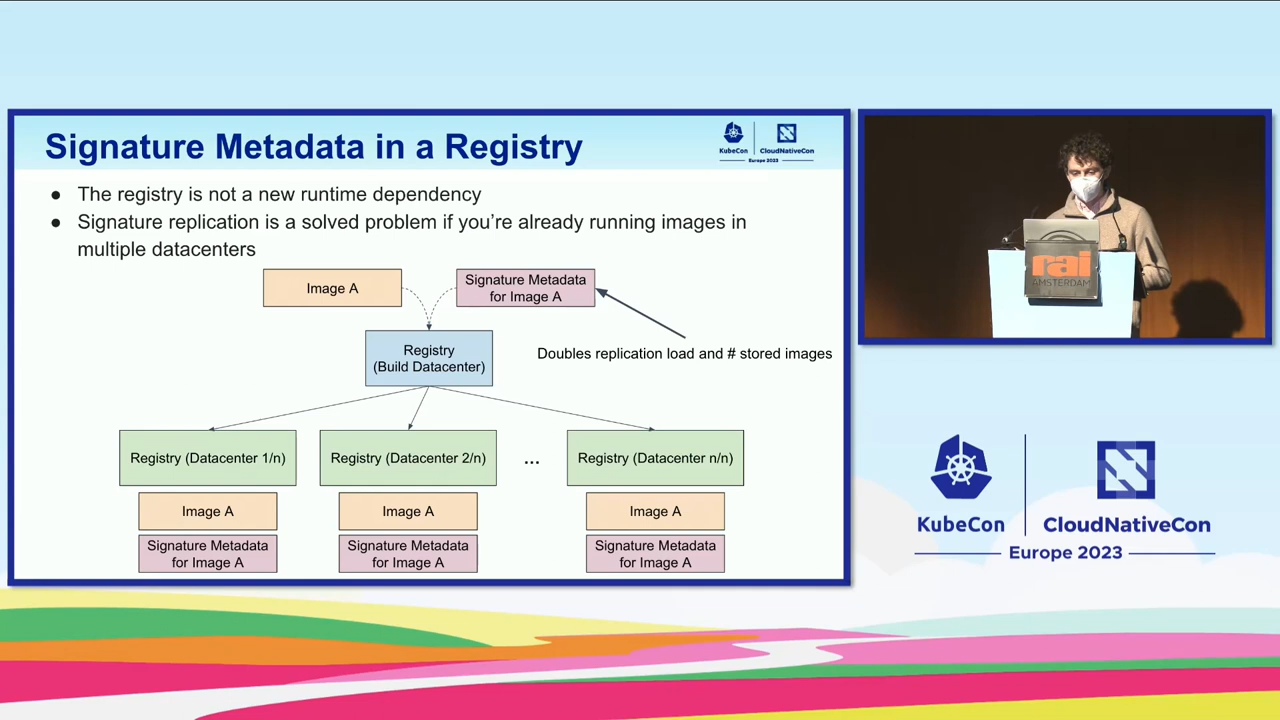 Signature Metadata in a Registry
KubeCon
CloudNativeCon
Europe 2023
● The registry is not a new runtime dependency
● Signature replication is a solved problem if you're already running images in
multiple datacenters
Image A
Signature Metadata
for Image A
Registry
(Build Datacenter)
Doubles replication load and # stored images
Registry (Datacenter 1/n)
Registry (Datacenter 2/n)
...
Registry (Datacenter n/n)
Image A
Image A
Image A
Signature Metadata
for Image A
Signature Metadata
for Image A
Signature Metadata
for Image A
rai
AMSTERDAM
KubeCon
CloudNativeCon
Europe 2023